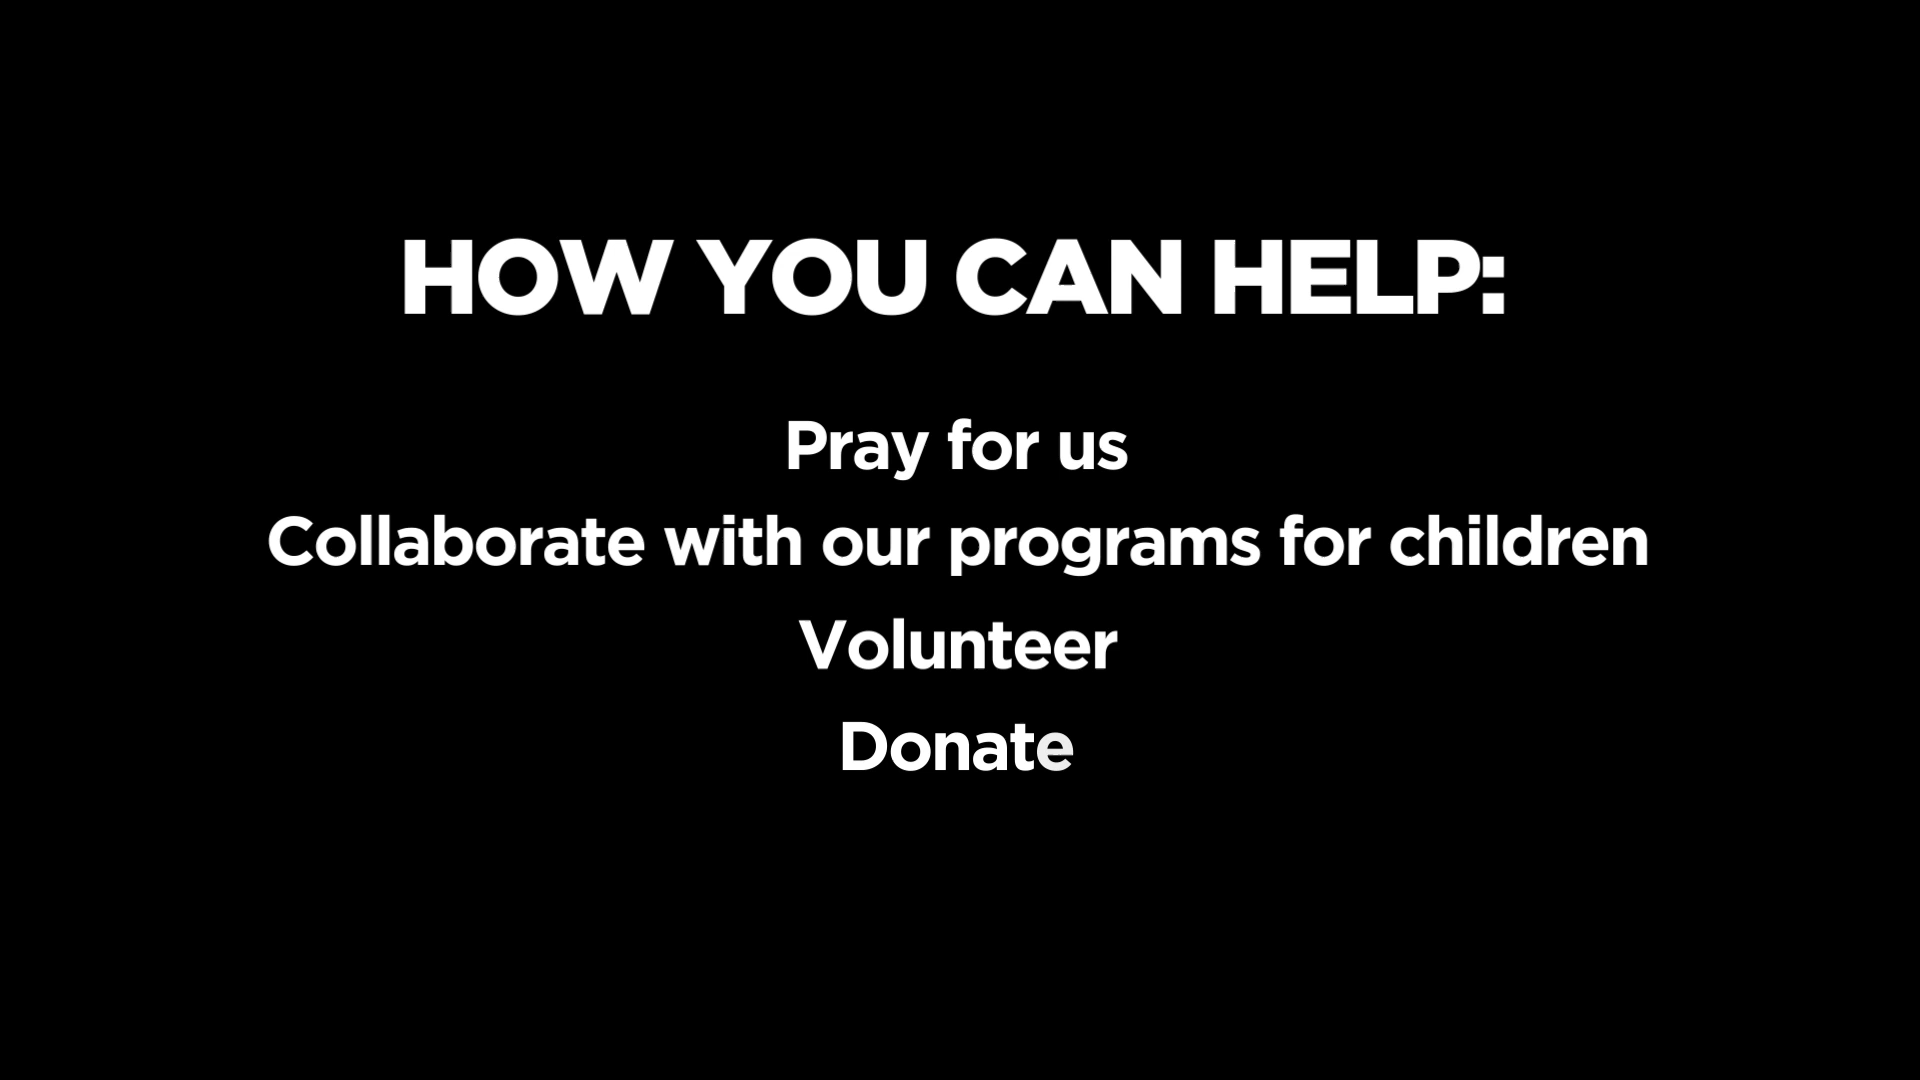 HOW YOU CAN HELP:
Pray for us
Collaborate with our programs for children
Volunteer
Donate